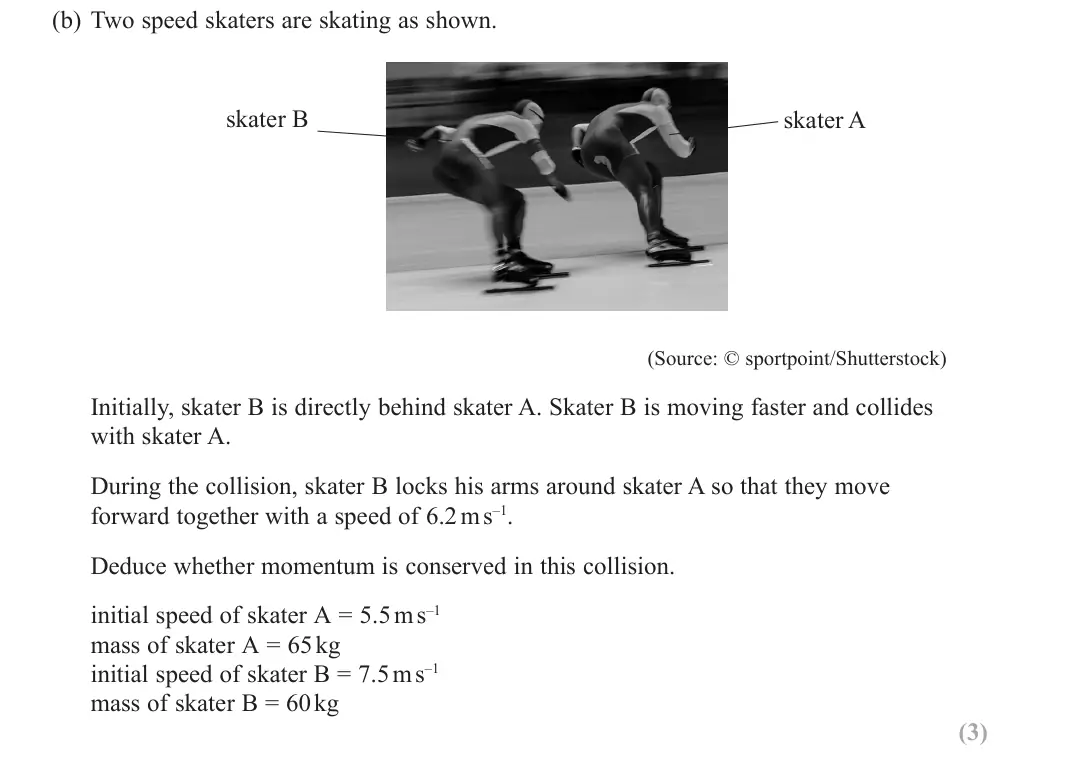 (b) Two speed skaters are skating as shown.
skater B
skater A
(Source: © sportpoint/Shutterstock)
Initially, skater B is directly behind skater A. Skater B is moving faster and collides
with skater A.
During the collision, skater B locks his arms around skater A so that they move
forward together with a speed of 6.2 m s⁻¹.
Deduce whether momentum is conserved in this collision.
initial speed of skater A = 5.5 m s⁻¹
mass of skater A = 65 kg
initial speed of skater B = 7.5 m s⁻¹
mass of skater B = 60 kg
(3)